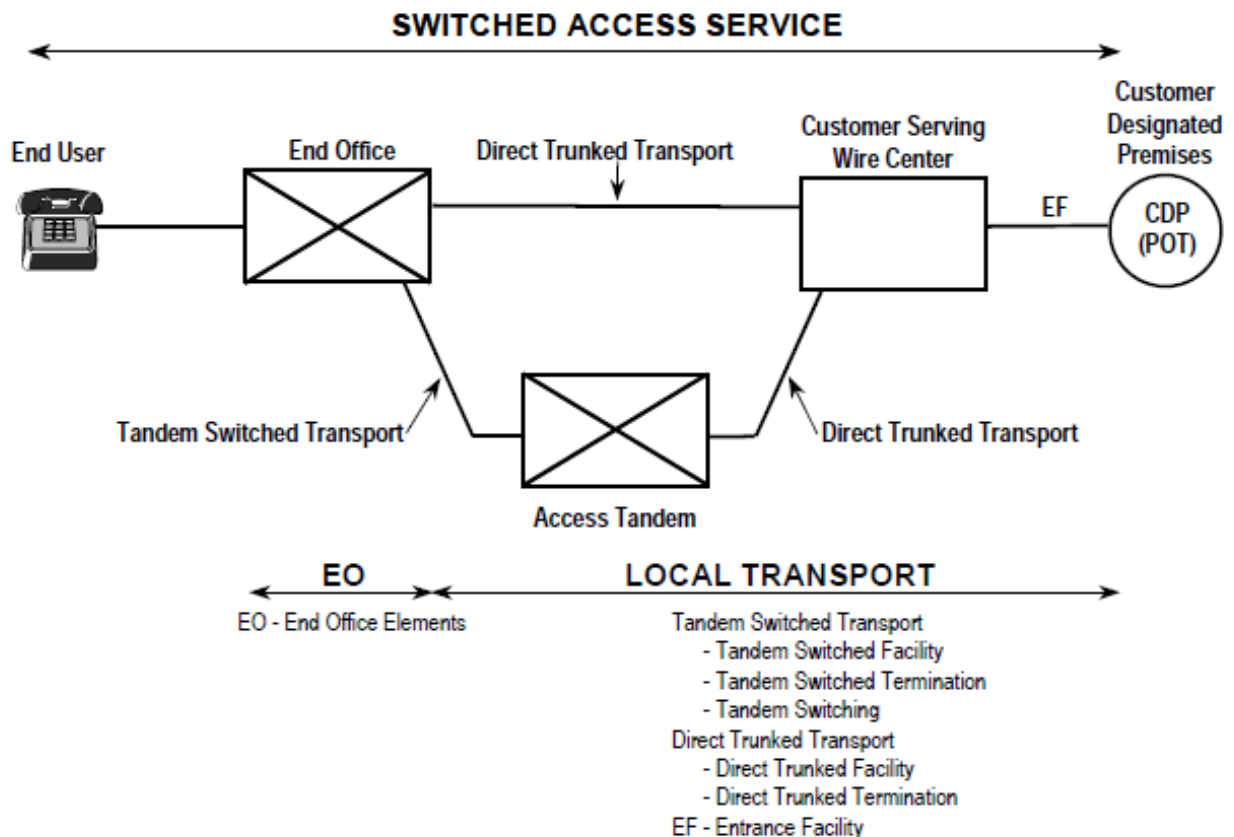 SWITCHED ACCESS SERVICE
Customer
Designated
Premises
Customer Serving
Wire Center
End User
End Office
Direct Trunked Transport
EF
CDP
(POT)
Tandem Switched Transport
Direct Trunked Transport
Access Tandem
EO
LOCAL TRANSPORT
EO - End Office Elements
Tandem Switched Transport
- Tandem Switched Facility
- Tandem Switched Termination
- Tandem Switching
Direct Trunked Transport
- Direct Trunked Facility
- Direct Trunked Termination
EF - Entrance Facility